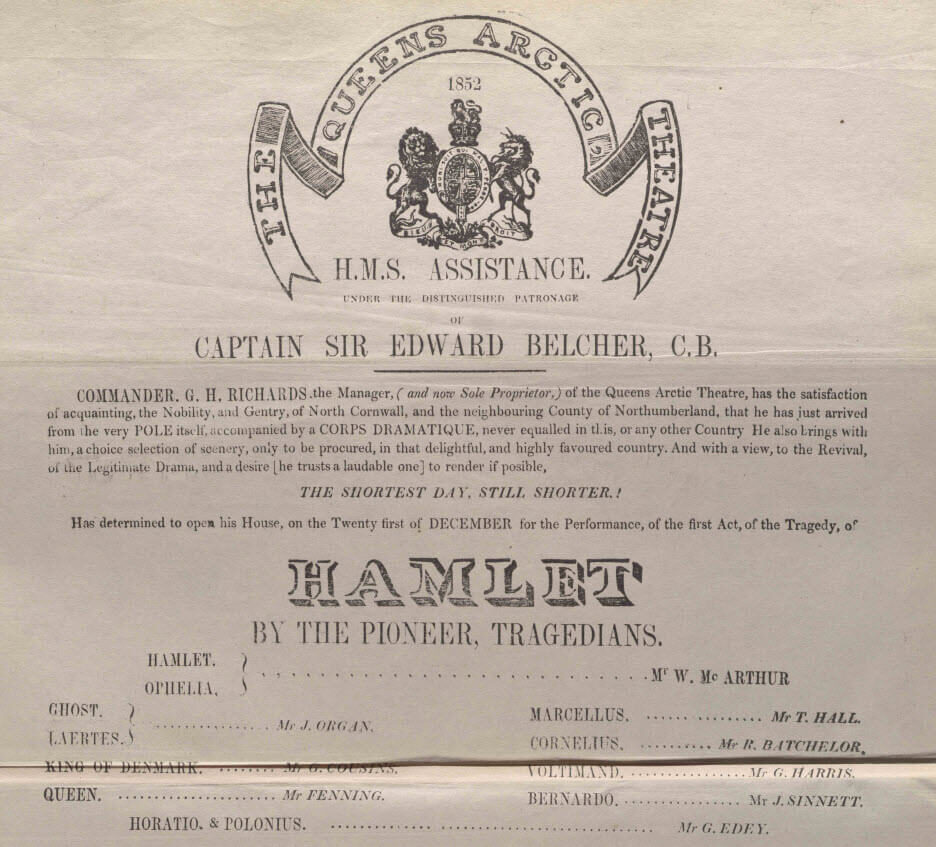 THE QUEENS ARCTIC THEATRE
1852
HONI SOIT QUI MAL Y PENSE
DIEU ET MON DROIT
H.M.S. ASSISTANCE.
UNDER THE DISTINGUISHED PATRONAGE
OF
CAPTAIN SIR EDWARD BELCHER, C.B.
COMMANDER. G. H. RICHARDS.the Manager,( and now Sole Proprietor,) of the Queens Arctic Theatre, has the satisfaction
of acquainting, the Nobility, and Gentry, of North Cornwall, and the neighbouring County of Northumberland, that he has just arrived
from the very POLE itself, accompanied by a CORPS DRAMATIQUE, never equalled in this, or any other Country He also brings with
him, a choice selection of scenery, only to be procured, in that delightful, and highly favoured country. And with a view, to the Revival,
of the Legitimate Drama, and a desire [he trusts a laudable one] to render if posible,
THE SHORTEST DAY, STILL SHORTER.!
Has determined to open his House, on the Twenty first of DECEMBER for the Performance, of the first Act, of the Tragedy, of
HAMLET
BY THE PIONEER, TRAGEDIANS.
HAMLET. OPHELIA, } Mr W. Mc ARTHUR
GHOST. LAERTES. } Mr J. ORGAN.
KING OF DENMARK. ........ Mr G. COUSINS.
QUEEN. ...................... Mr FENNING.
MARCELLUS. ............... Mr T. HALL.
CORNELIUS. .......... Mr R. BATCHELOR.
VOLTIMAND. ............... Mr G. HARRIS.
BERNARDO. ............... Mr J. SINNETT.
HORATIO. & POLONIUS. .......................................... Mr G. EDEY.